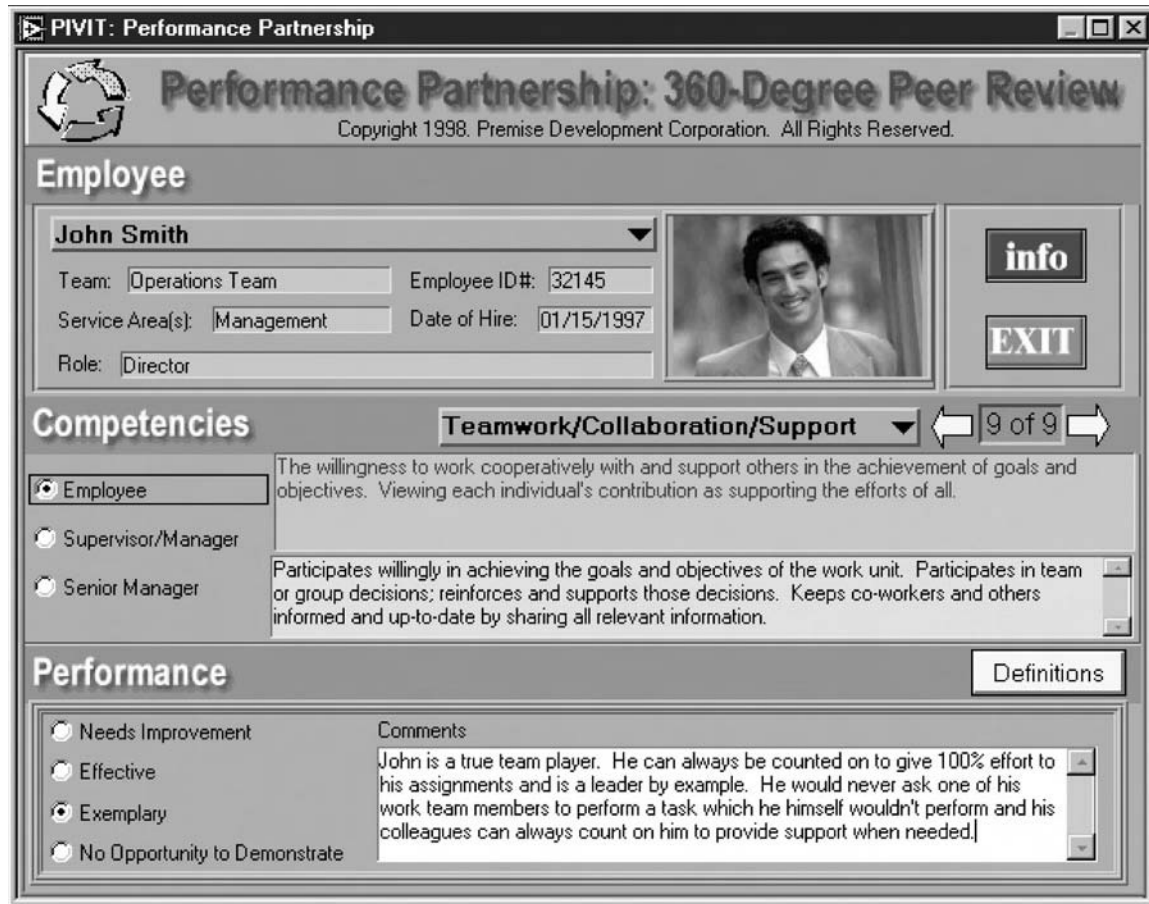 PIVIT: Performance Partnership
Performance Partnership: 360-Degree Peer Review
Copyright 1998. Premise Development Corporation. All Rights Reserved.
Employee
John Smith
Team: Operations Team
Employee ID#: 32145
Service Area(s): Management
Date of Hire: 01/15/1997
Role: Director
info
EXIT
Competencies
Teamwork/Collaboration/Support
9 of 9
Employee
Supervisor/Manager
Senior Manager
The willingness to work cooperatively with and support others in the achievement of goals and
objectives. Viewing each individual's contribution as supporting the efforts of all.
Participates willingly in achieving the goals and objectives of the work unit. Participates in team
or group decisions; reinforces and supports those decisions. Keeps co-workers and others
informed and up-to-date by sharing all relevant information.
Performance
Definitions
Needs Improvement
Effective
Exemplary
No Opportunity to Demonstrate
Comments
John is a true team player. He can always be counted on to give 100% effort to
his assignments and is a leader by example. He would never ask one of his
work team members to perform a task which he himself wouldn't perform and his
colleagues can always count on him to provide support when needed.